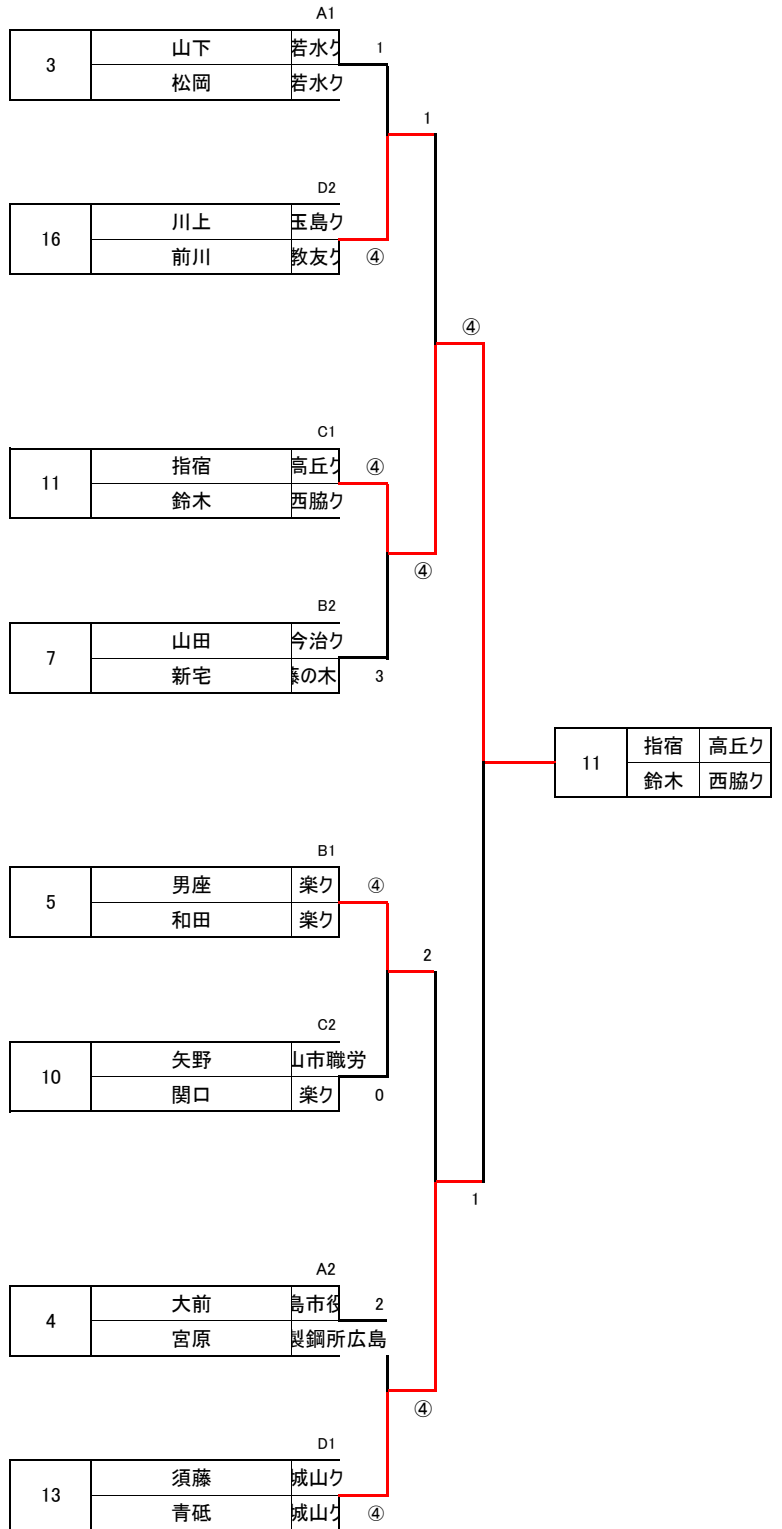 A1
3 山下 若水ク 1
松岡 若水ク
1
D2
16 川上 玉島ク
前川 教友ク ④
④
C1
11 指宿 高丘ク ④
鈴木 西脇ク
④
B2
7 山田 今治ク
新宅 藤の木 3
11 指宿 高丘ク
鈴木 西脇ク
B1
5 男座 楽ク ④
和田 楽ク
2
C2
10 矢野 山市職労
関口 楽ク 0
1
A2
4 大前 島市役 2
宮原 製鋼所広島
④
D1
13 須藤 城山ク
青砥 城山ク ④